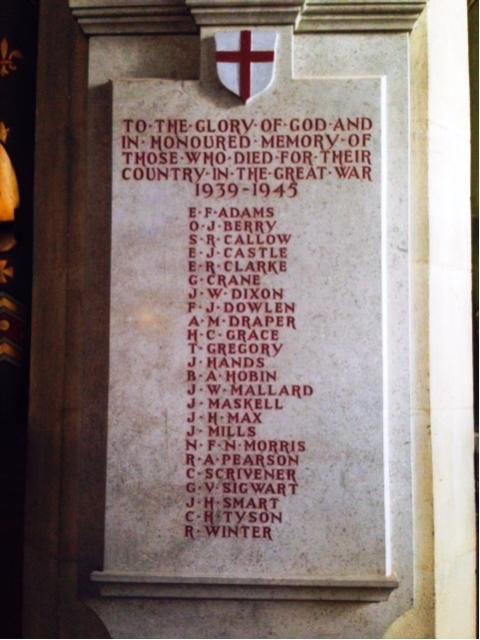 TO·THE·GLORY·OF·GOD·AND
IN·HONOURED·MEMORY·OF
THOSE·WHO·DIED·FOR·THEIR
COUNTRY·IN·THE·GREAT·WAR
1939-1945
E·F·ADAMS
O·J·BERRY
S·R·CALLOW
E·J·CASTLE
E·R·CLARKE
G·CRANE
J·W·DIXON
F·J·DOWLEN
A·M·DRAPER
H·C·GRACE
T·GREGORY
J·HANDS
B·A·HOBIN
J·W·MALLARD
J·MASKELL
J·H·MAX
J·MILLS
N·F·N·MORRIS
R·A·PEARSON
C·SCRIVENER
G·V·SIGWART
J·H·SMART
C·H·TYSON
R·WINTER